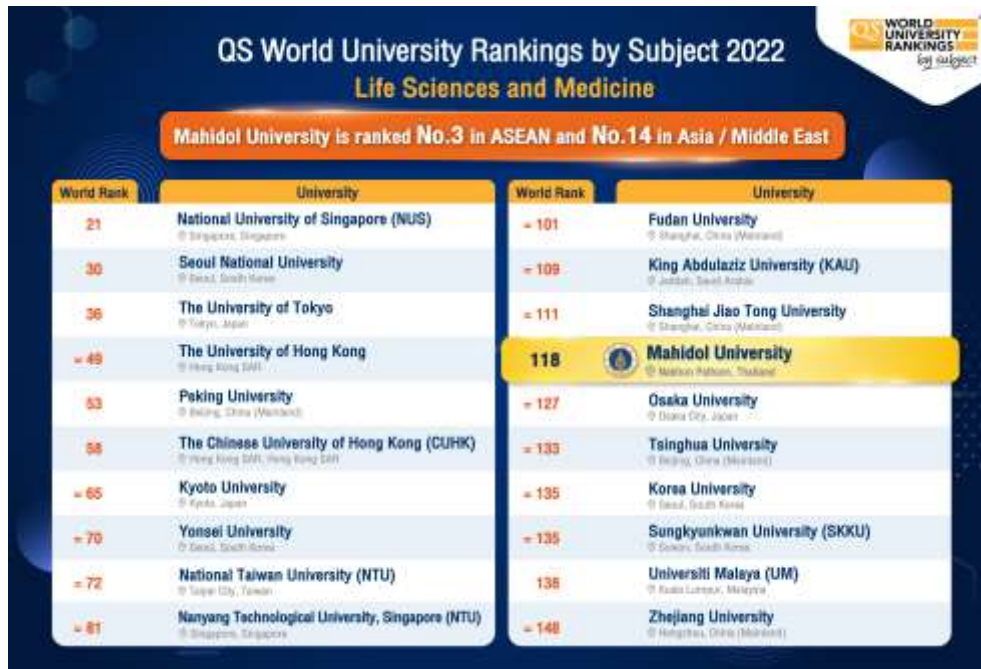 QS World University Rankings by Subject 2022
Life Sciences and Medicine
QS WORLD
UNIVERSITY
RANKINGS
by subject
Mahidol University is ranked No.3 in ASEAN and No.14 in Asia / Middle East
World Rank University
21 National University of Singapore (NUS)
Singapore, Singapore
30 Seoul National University
Seoul, South Korea
36 The University of Tokyo
Tokyo, Japan
= 49 The University of Hong Kong
Hong Kong SAR
53 Peking University
Beijing, China (Mainland)
58 The Chinese University of Hong Kong (CUHK)
Hong Kong SAR, Hong Kong SAR
= 65 Kyoto University
Kyoto, Japan
= 70 Yonsei University
Seoul, South Korea
= 72 National Taiwan University (NTU)
Taipei City, Taiwan
= 81 Nanyang Technological University, Singapore (NTU)
Singapore, Singapore
World Rank University
= 101 Fudan University
Shanghai, China (Mainland)
= 109 King Abdulaziz University (KAU)
Jeddah, Saudi Arabia
= 111 Shanghai Jiao Tong University
Shanghai, China (Mainland)
118 Mahidol University
Nakhon Pathom, Thailand
= 127 Osaka University
Osaka City, Japan
= 133 Tsinghua University
Beijing, China (Mainland)
= 135 Korea University
Seoul, South Korea
= 135 Sungkyunkwan University (SKKU)
Suwon, South Korea
Universiti Malaya (UM)
Kuala Lumpur, Malaysia
= 148 Zhejiang University
Hangzhou, China (Mainland)